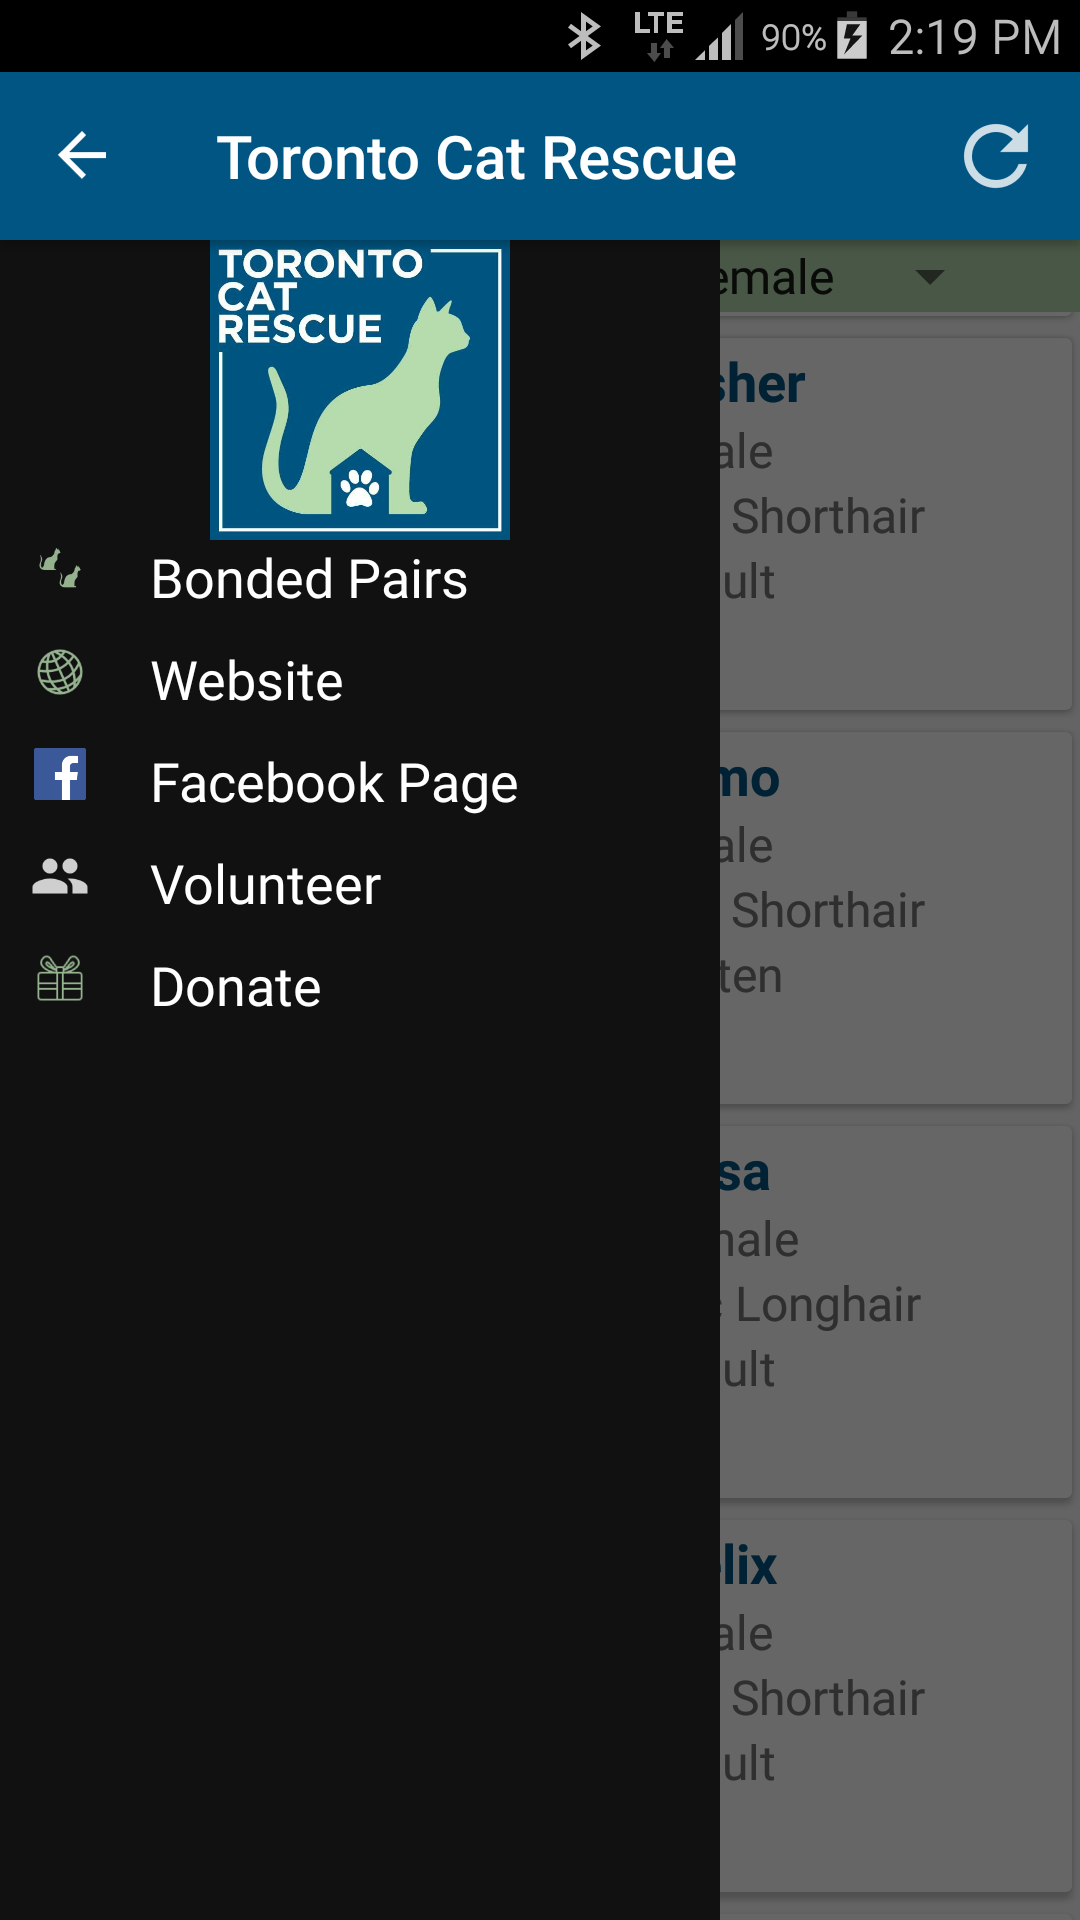 LTE
90%
2:19 PM
Toronto Cat Rescue
TORONTO
CAT
RESCUE
Bonded Pairs
Website
Facebook Page
Volunteer
Donate
emale
sher
ale
Shorthair
ult
mo
ale
Shorthair
ten
sa
nale
Longhair
ult
lix
ale
Shorthair
ult